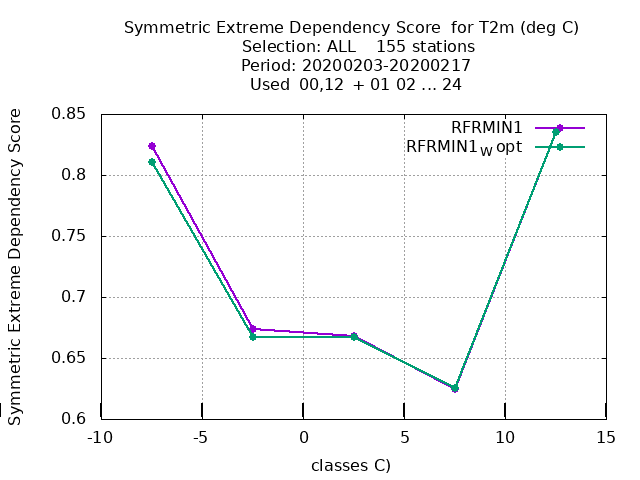 Symmetric Extreme Dependency Score  for T2m (deg C)
Selection: ALL    155 stations
Period: 20200203-20200217
Used  00,12  + 01 02 ... 24
Symmetric Extreme Dependency Score
0.85
0.8
0.75
0.7
0.65
0.6
RFRMIN1
RFRMIN1W opt
-10 -5 0 5 10 15
classes C)